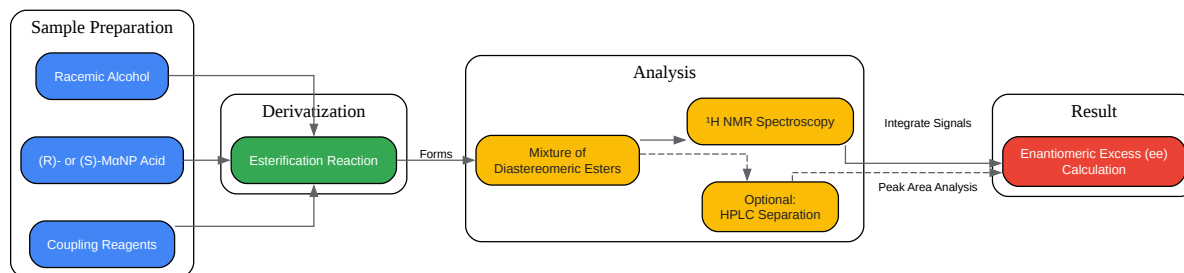 Sample Preparation
Racemic Alcohol
(R)- or (S)-MαNP Acid
Coupling Reagents
Derivatization
Esterification Reaction
Forms
Analysis
Mixture of
Diastereomeric Esters
¹H NMR Spectroscopy
Optional:
HPLC Separation
Integrate Signals
Peak Area Analysis
Result
Enantiomeric Excess (ee)
Calculation